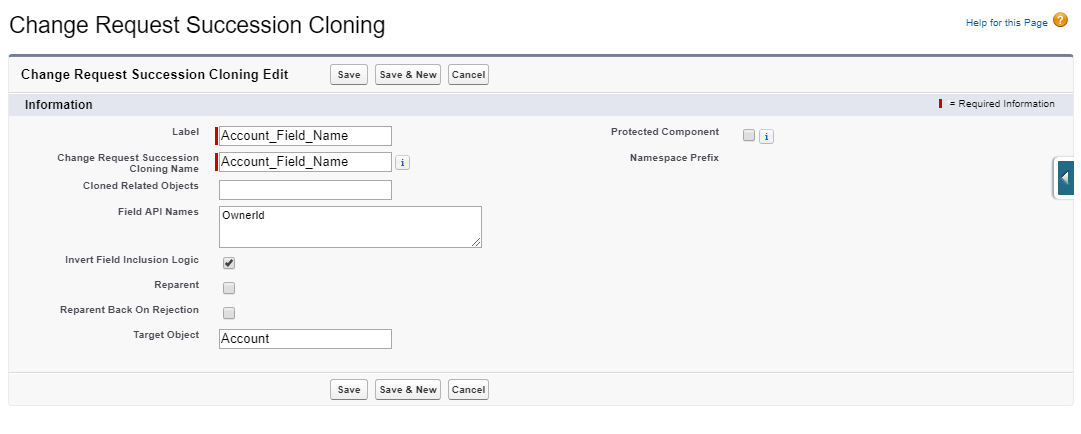 Change Request Succession Cloning
Help for this Page ?
Change Request Succession Cloning Edit
Save
Save & New
Cancel
Information
= Required Information
Label
Account_Field_Name
Protected Component
i
Change Request Succession
Cloning Name
Account_Field_Name
i
Namespace Prefix
Cloned Related Objects
Field API Names
OwnerId
Invert Field Inclusion Logic
Reparent
Reparent Back On Rejection
Target Object
Account
Save
Save & New
Cancel